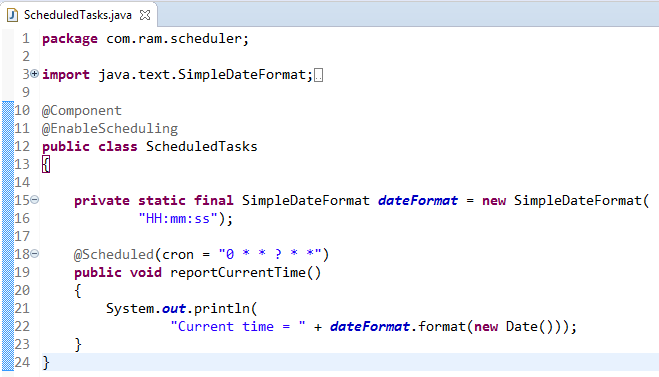 ScheduledTasks.java
1 package com.ram.scheduler;
2
3 import java.text.SimpleDateFormat;
9
10 @Component
11 @EnableScheduling
12 public class ScheduledTasks
13 {
14
15     private static final SimpleDateFormat dateFormat = new SimpleDateFormat(
16             "HH:mm:ss");
17
18     @Scheduled(cron = "0 * * ? * *")
19     public void reportCurrentTime()
20     {
21         System.out.println(
22                 "Current time = " + dateFormat.format(new Date()));
23     }
24 }